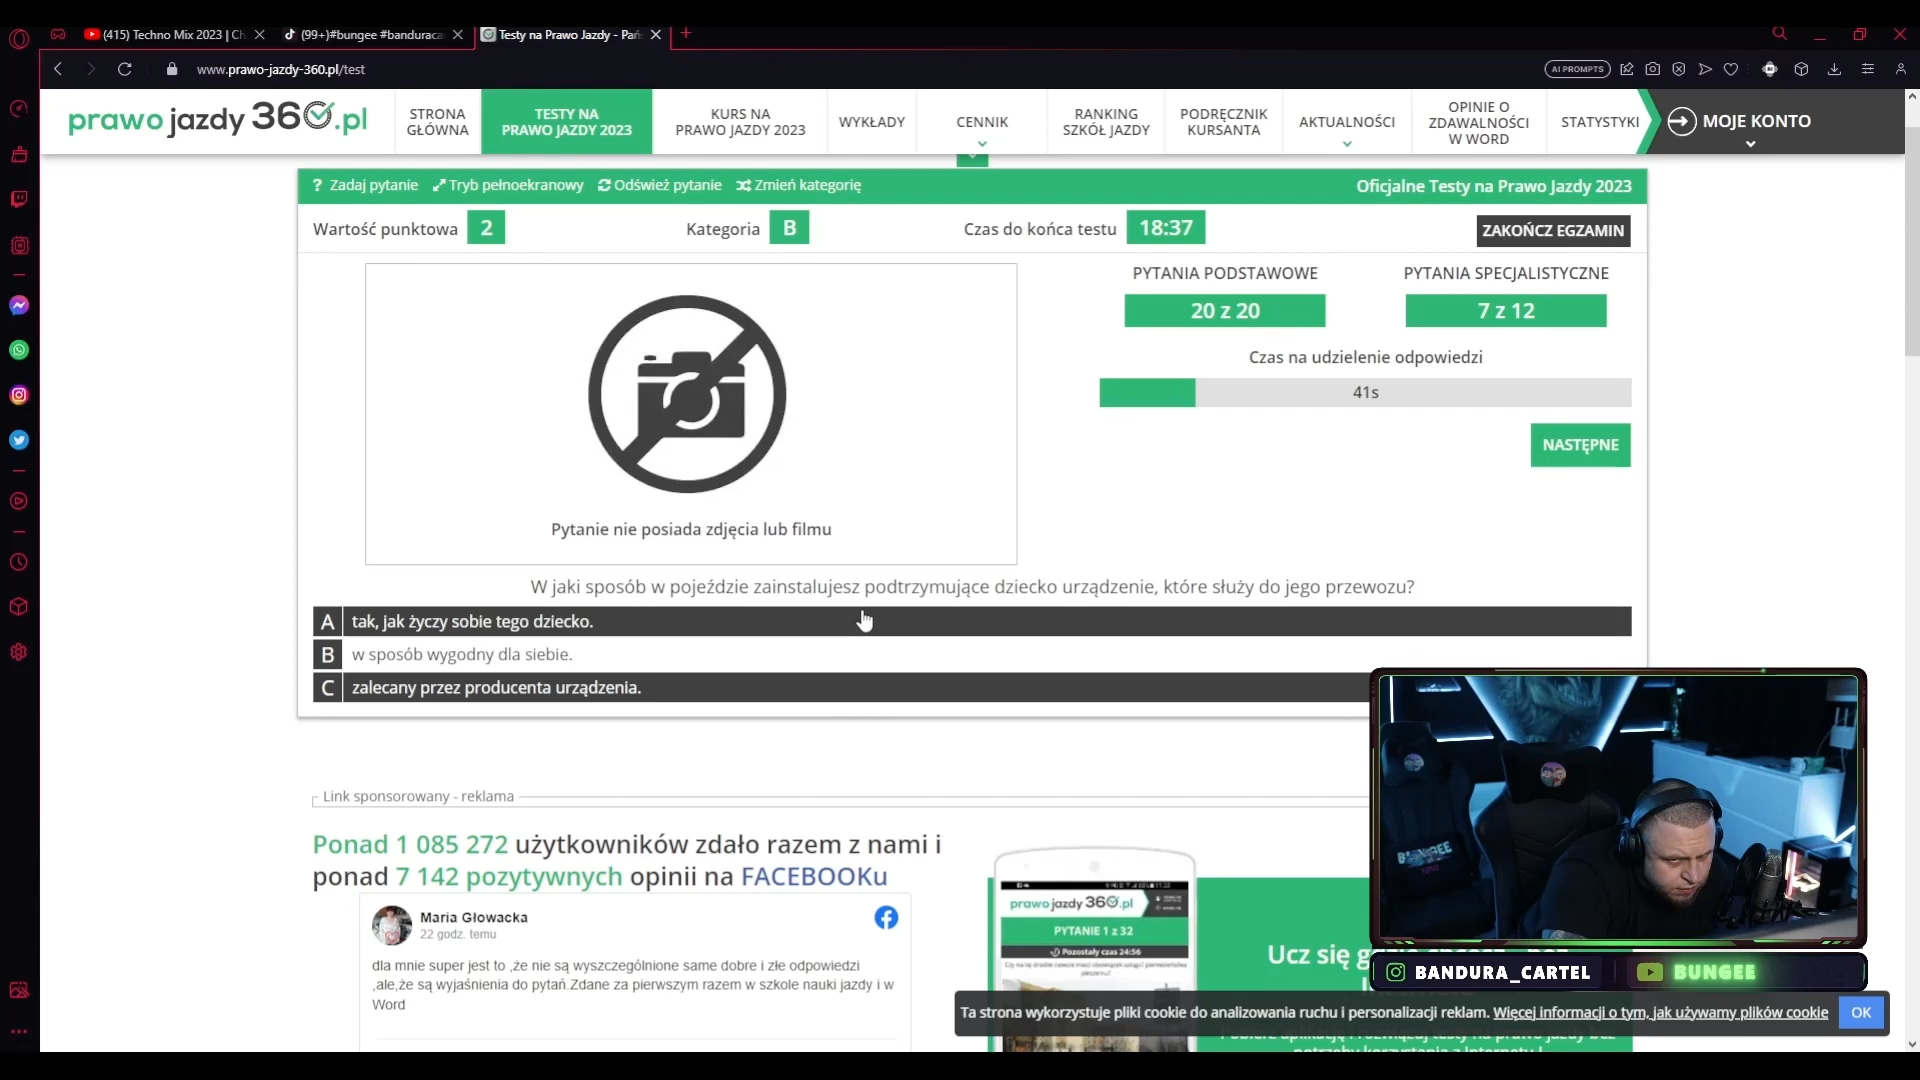 (415) Techno Mix 2023 | Ch
(99+)#bungee #banduraca
Testy na Prawo Jazdy - Pań
www.prawo-jazdy-360.pl/test
AI PROMPTS
prawo jazdy 360.pl
STRONA
GŁÓWNA
TESTY NA
PRAWO JAZDY 2023
KURS NA
PRAWO JAZDY 2023
WYKŁADY
CENNIK
RANKING
SZKÓŁ JAZDY
PODRĘCZNIK
KURSANTA
AKTUALNOŚCI
OPINIE O
ZDAWALNOŚCI
W WORD
STATYSTYKI
MOJE KONTO
? Zadaj pytanie
Tryb pełnoekranowy
Odśwież pytanie
Zmień kategorię
Oficjalne Testy na Prawo Jazdy 2023
Wartość punktowa 2
Kategoria B
Czas do końca testu 18:37
ZAKOŃCZ EGZAMIN
PYTANIA PODSTAWOWE
20 z 20
PYTANIA SPECJALISTYCZNE
7 z 12
Czas na udzielenie odpowiedzi
41s
NASTĘPNE
Pytanie nie posiada zdjęcia lub filmu
W jaki sposób w pojeździe zainstalujesz podtrzymujące dziecko urządzenie, które służy do jego przewozu?
A tak, jak życzy sobie tego dziecko.
B w sposób wygodny dla siebie.
C zalecany przez producenta urządzenia.
Link sponsorowany - reklama
Ponad 1 085 272 użytkowników zdało razem z nami i
ponad 7 142 pozytywnych opinii na FACEBOOKu
Maria Głowacka
22 godz. temu
dla mnie super jest to ,że nie są wyszczególnione same dobre i złe odpowiedzi
,ale,że są wyjaśnienia do pytań.Zdane za pierwszym razem w szkole nauki jazdy i w
Word
prawo jazdy 360.pl
PYTANIE 1 z 32
Pozostały czas 24:56
Ucz się g
BUNGEE
BANDURA_CARTEL
BUNGEE
Ta strona wykorzystuje pliki cookie do analizowania ruchu i personalizacji reklam. Więcej informacji o tym, jak używamy plików cookie
OK